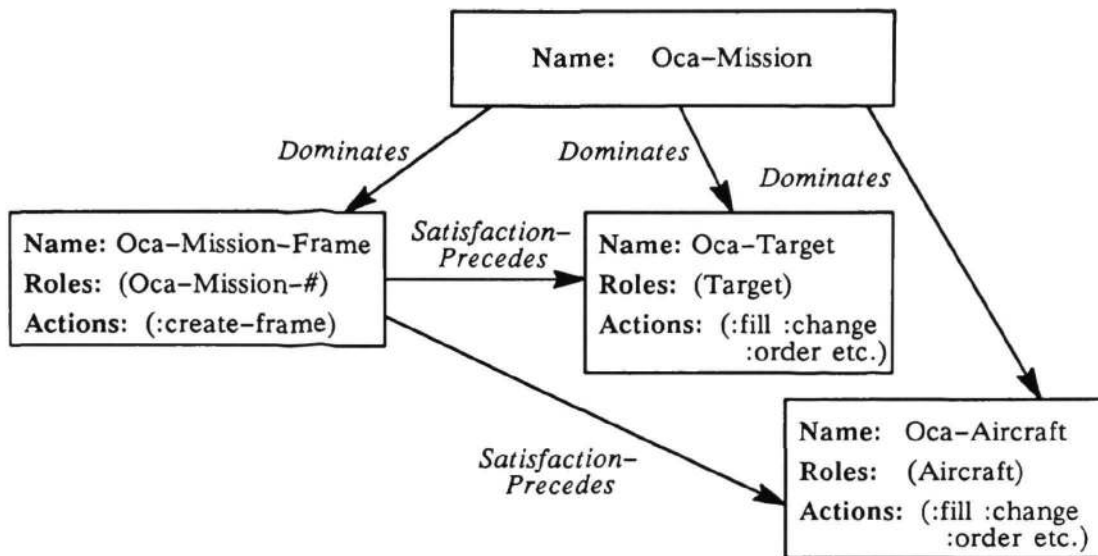 Name: Oca-Mission
Dominates
Dominates
Dominates
Name: Oca-Mission-Frame
Roles: (Oca-Mission-#)
Actions: (:create-frame)
Satisfaction-
Precedes
Name: Oca-Target
Roles: (Target)
Actions: (:fill :change
:order etc.)
Satisfaction-
Precedes
Name: Oca-Aircraft
Roles: (Aircraft)
Actions: (:fill :change
:order etc.)